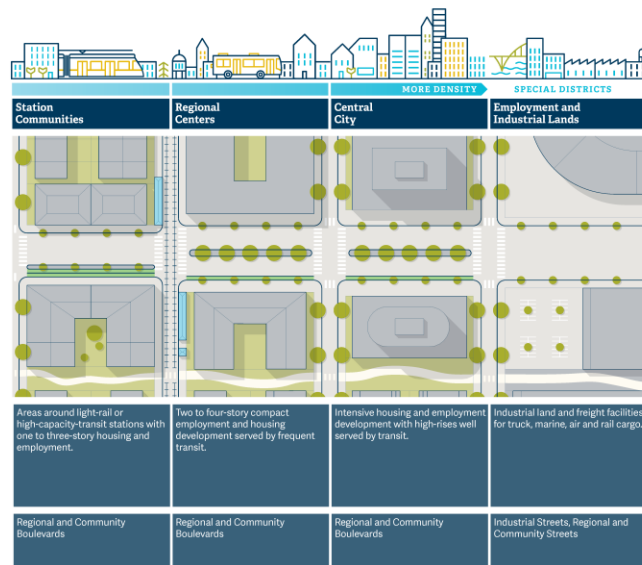 MORE DENSITY
SPECIAL DISTRICTS
Station
Communities
Regional
Centers
Central
City
Employment and
Industrial Lands
Areas around light-rail or
high-capacity-transit stations with
one to three-story housing and
employment.
Two to four-story compact
employment and housing
development served by frequent
transit.
Intensive housing and employment
development with high-rises well
served by transit.
Industrial land and freight facilities
for truck, marine, air and rail cargo.
Regional and Community
Boulevards
Regional and Community
Boulevards
Regional and Community
Boulevards
Industrial Streets, Regional and
Community Streets